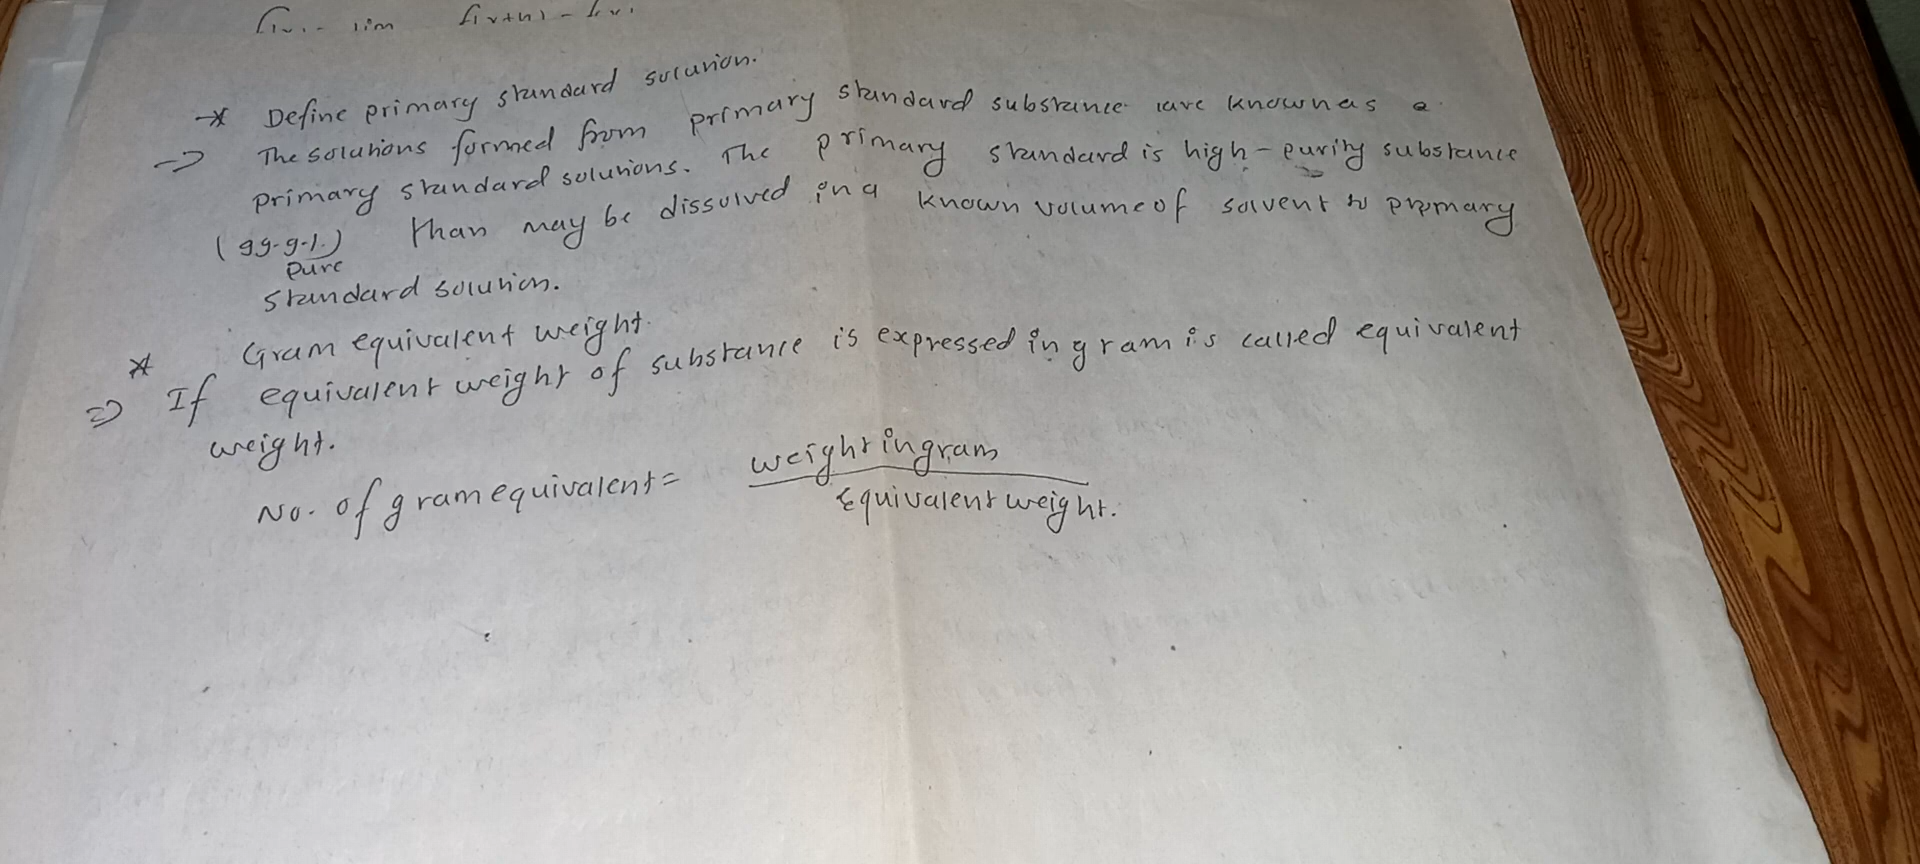 lim
* Define primary standard solution.
→ The solutions formed from primary standard substance are known as a
primary standard solutions. The primary standard is high-purity substance
(99.9%) than may be dissolved in a known volume of solvent to primary
pure
standard solution.
* Gram equivalent weight.
⇒ If equivalent weight of substance is expressed in gram is called equivalent
weight.
No. of gram equivalent = weight in gram
Equivalent weight.